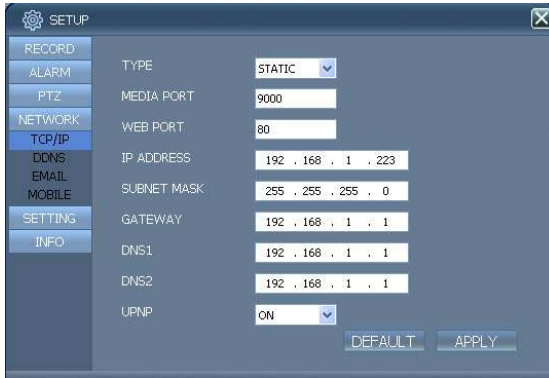 SETUP
RECORD
ALARM
PTZ
NETWORK
TCP/IP
DDNS
EMAIL
MOBILE
SETTING
INFO
TYPE STATIC
MEDIA PORT 9000
WEB PORT 80
IP ADDRESS 192 . 168 . 1 . 223
SUBNET MASK 255 . 255 . 255 . 0
GATEWAY 192 . 168 . 1 . 1
DNS1 192 . 168 . 1 . 1
DNS2 192 . 168 . 1 . 1
UPNP ON
DEFAULT APPLY